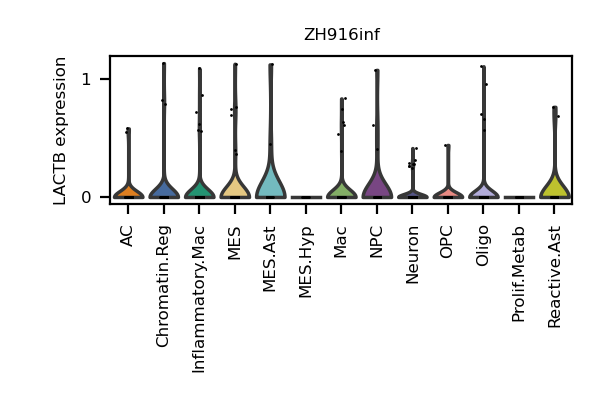 ZH916inf
LACTB expression
1
0
AC
Chromatin.Reg
Inflammatory.Mac
MES
MES.Ast
MES.Hyp
Mac
NPC
Neuron
OPC
Oligo
Prolif.Metab
Reactive.Ast